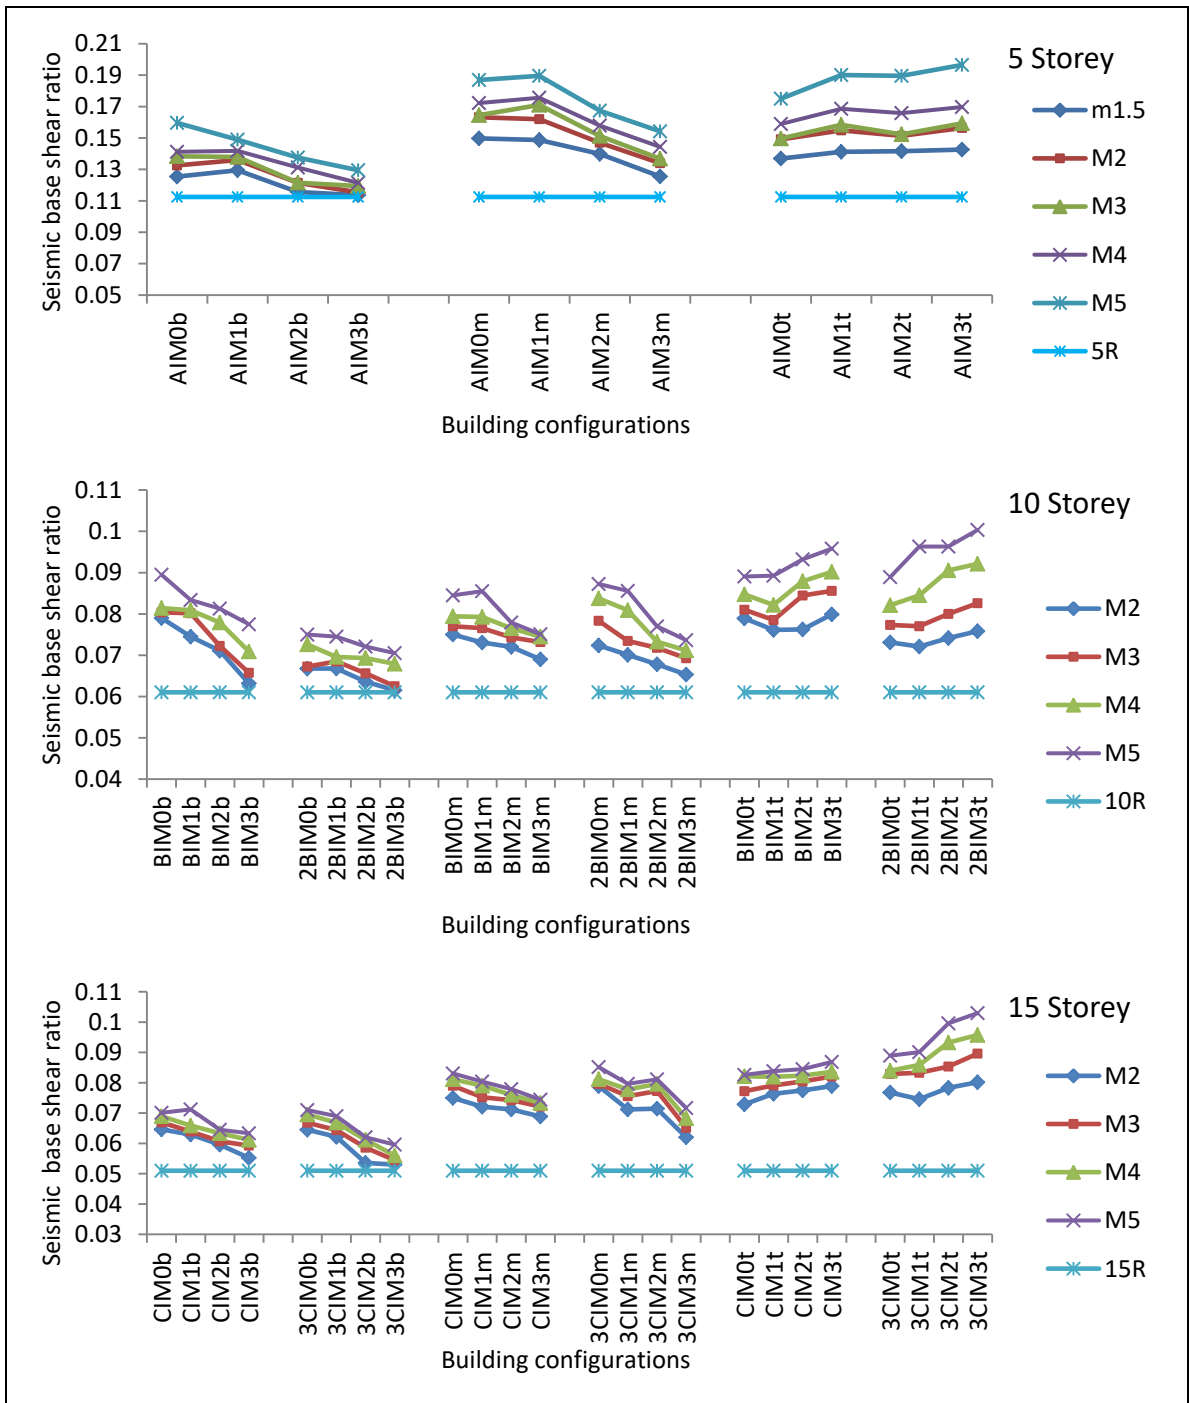 5 Storey
Seismic base shear ratio
0.21
0.19
0.17
0.15
0.13
0.11
0.09
0.07
0.05
AIM0b
AIM1b
AIM2b
AIM3b
AIM0m
AIM1m
AIM2m
AIM3m
AIM0t
AIM1t
AIM2t
AIM3t
Building configurations
m1.5
M2
M3
M4
M5
5R
10 Storey
Seismic base shear ratio
0.11
0.1
0.09
0.08
0.07
0.06
0.05
0.04
BIM0b
BIM1b
BIM2b
BIM3b
2BIM0b
2BIM1b
2BIM2b
2BIM3b
BIM0m
BIM1m
BIM2m
BIM3m
2BIM0m
2BIM1m
2BIM2m
2BIM3m
BIM0t
BIM1t
BIM2t
BIM3t
2BIM0t
2BIM1t
2BIM2t
2BIM3t
Building configurations
M2
M3
M4
M5
10R
15 Storey
Seismic base shear ratio
0.11
0.1
0.09
0.08
0.07
0.06
0.05
0.04
0.03
CIM0b
CIM1b
CIM2b
CIM3b
3CIM0b
3CIM1b
3CIM2b
3CIM3b
CIM0m
CIM1m
CIM2m
CIM3m
3CIM0m
3CIM1m
3CIM2m
3CIM3m
CIM0t
CIM1t
CIM2t
CIM3t
3CIM0t
3CIM1t
3CIM2t
3CIM3t
Building configurations
M2
M3
M4
M5
15R